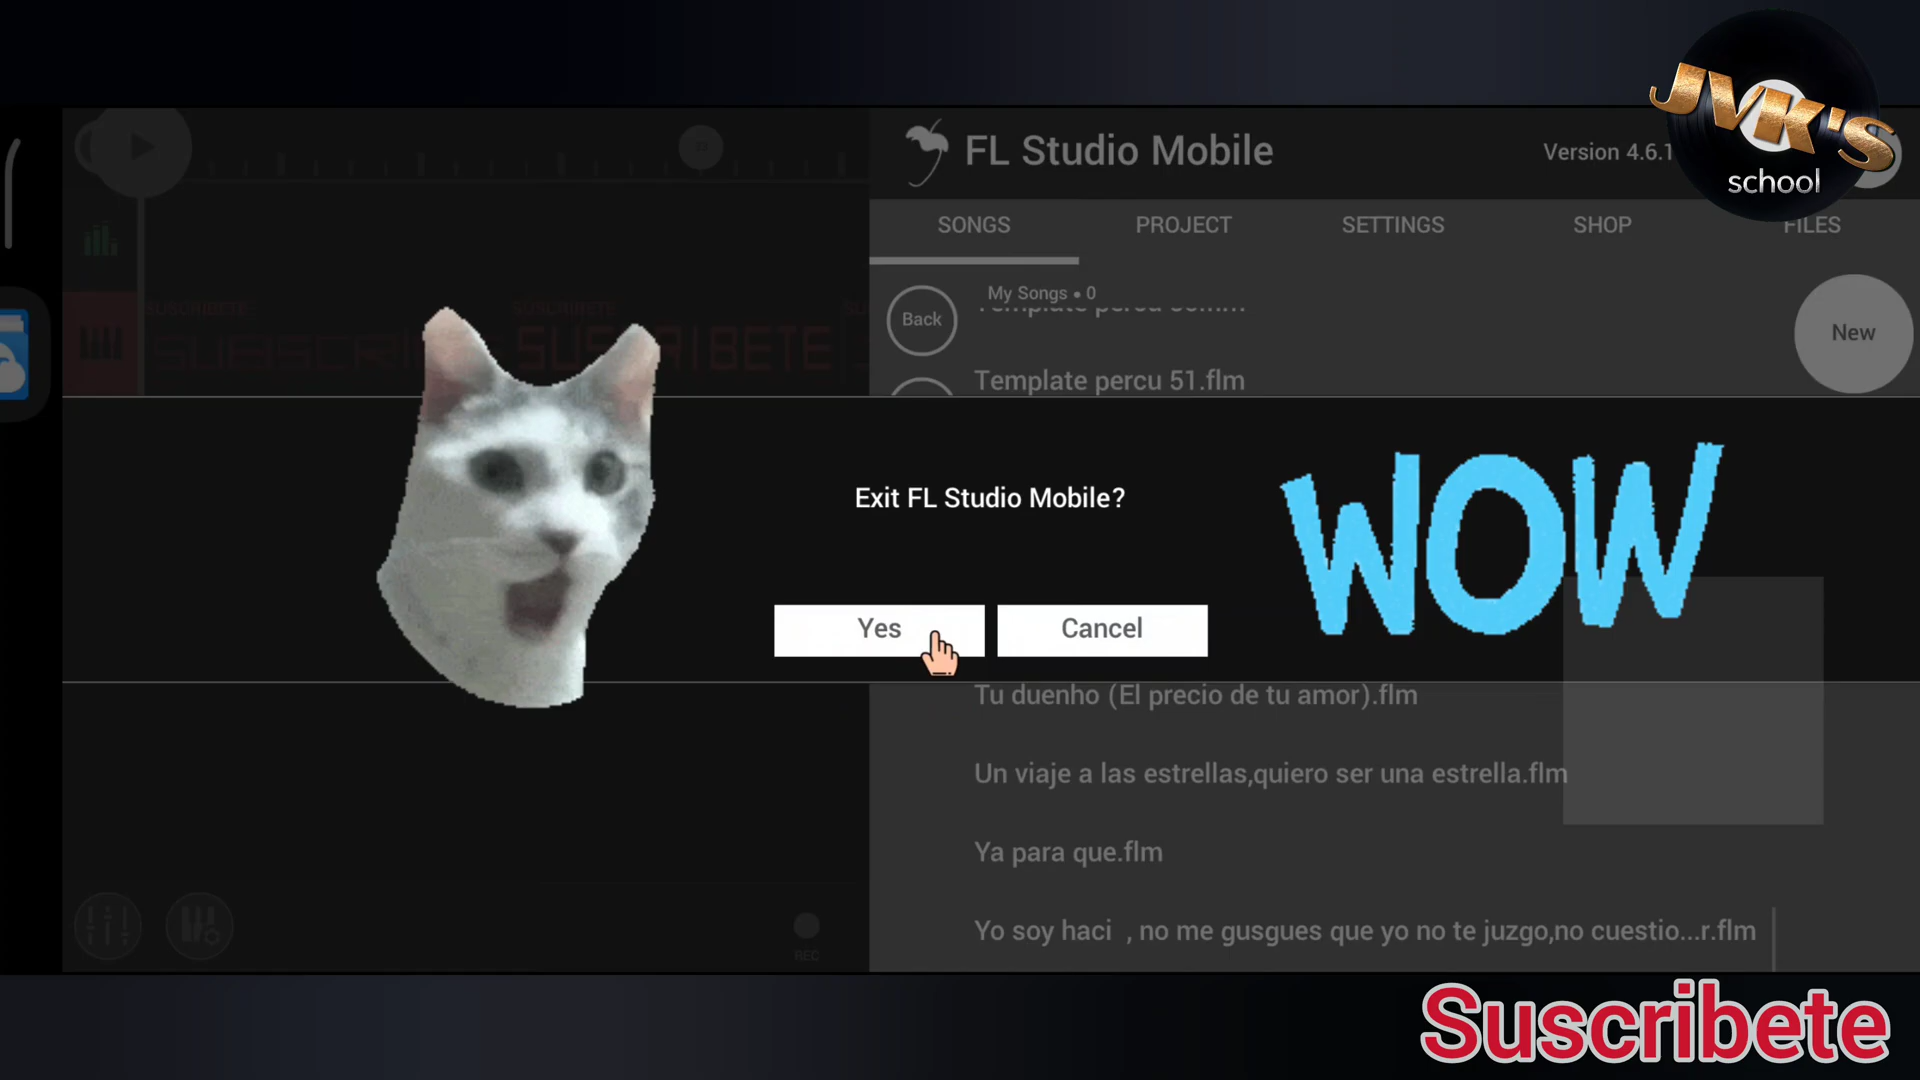 JVK'S
school
FL Studio Mobile
Version 4.6.1
SONGS PROJECT SETTINGS SHOP FILES
My Songs • 0
Back
New
Template percu 51.flm
SUSCRIBETE
Exit FL Studio Mobile?
WOW
Yes Cancel
Tu duenho (El precio de tu amor).flm
Un viaje a las estrellas,quiero ser una estrella.flm
Ya para que.flm
Yo soy haci , no me gusgues que yo no te juzgo,no cuestio...r.flm
REC
Suscribete